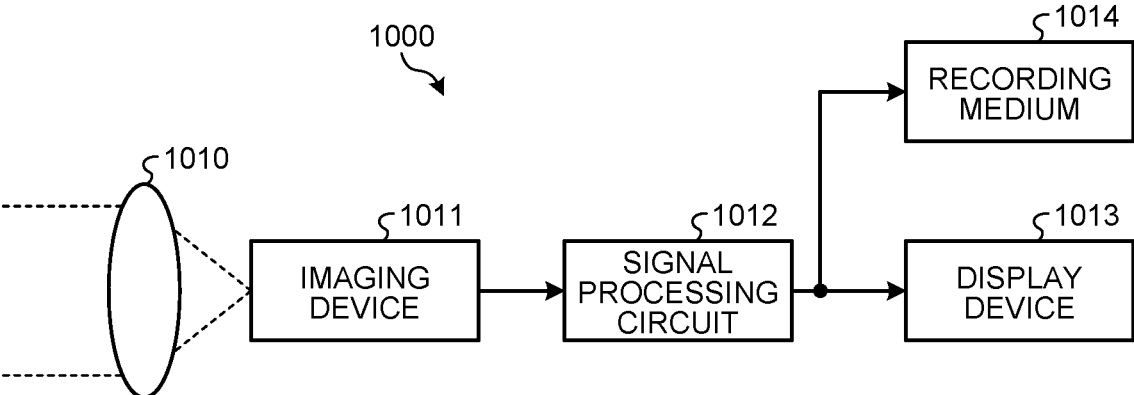 1000
1014
RECORDING
MEDIUM
1010
1011
IMAGING
DEVICE
1012
SIGNAL
PROCESSING
CIRCUIT
1013
DISPLAY
DEVICE